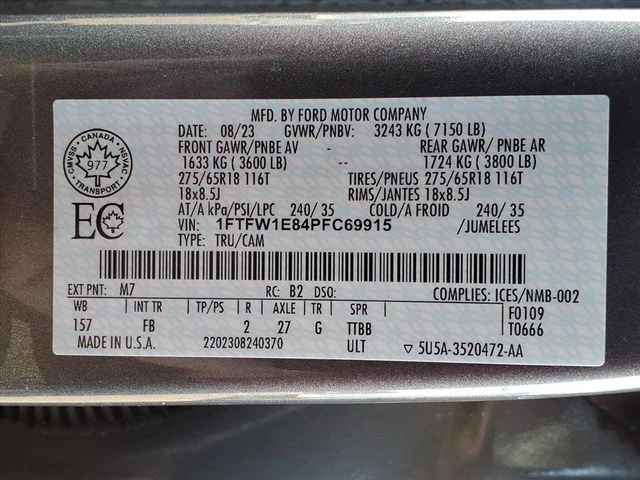 MFD. BY FORD MOTOR COMPANY
DATE: 08/23 GVWR/PNBV: 3243 KG (7150 LB)
FRONT GAWR/PNBE AV - REAR GAWR/ PNBE AR
1633 KG (3600 LB) -- 1724 KG (3800 LB)
275/65R18 116T TIRES/PNEUS 275/65R18 116T
18x8.5J RIMS/JANTES 18x8.5J
AT/A kPa/PSI/LPC 240/ 35 COLD/A FROID 240/ 35
VIN: 1FTFW1E84PFC69915 /JUMELEES
TYPE: TRU/CAM
CANADA
CMVSS NSVAC
977
TRANSPORT
EC
EXT PNT: M7 RC: B2 DSO: COMPLIES: ICES/NMB-002
WB INT TR TP/PS R AXLE TR SPR F0109
157 FB 2 27 G TTBB T0666
MADE IN U.S.A. 2202308240370 ULT ▽ 5U5A-3520472-AA